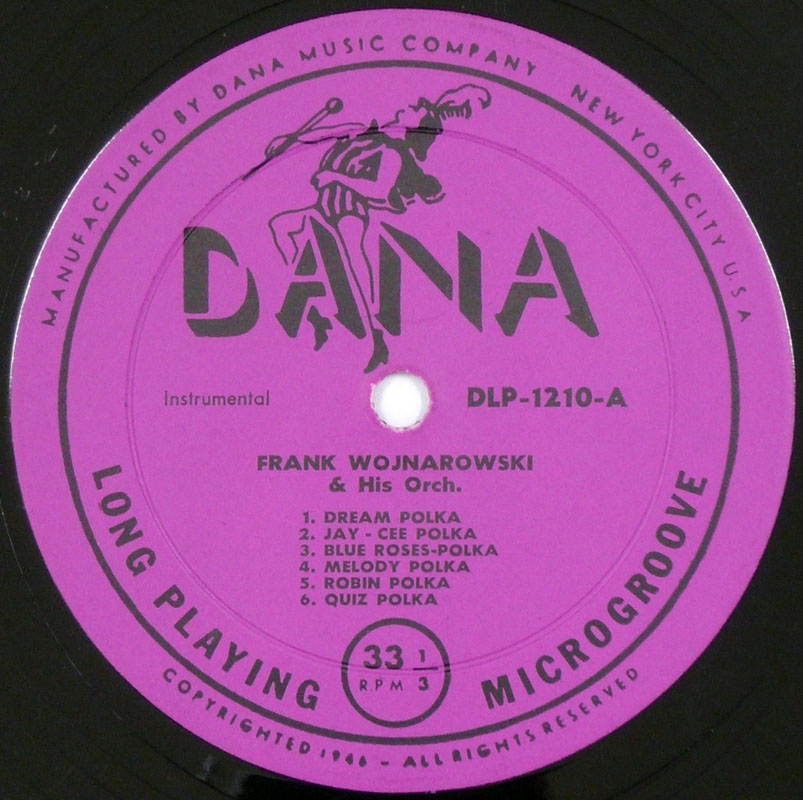 MANUFACTURED BY DANA MUSIC COMPANY NEW YORK CITY U.S A
DANA
Instrumental
DLP-1210-A
FRANK WOJNAROWSKI
& His Orch.
1. DREAM POLKA
2. JAY - CEE POLKA
3. BLUE ROSES-POLKA
4. MELODY POLKA
5. ROBIN POLKA
6. QUIZ POLKA
LONG PLAYING
MICROGROOVE
33 1/3
R.P M
COPYRIGHTED 1946 - ALL RIGHTS RESERVED